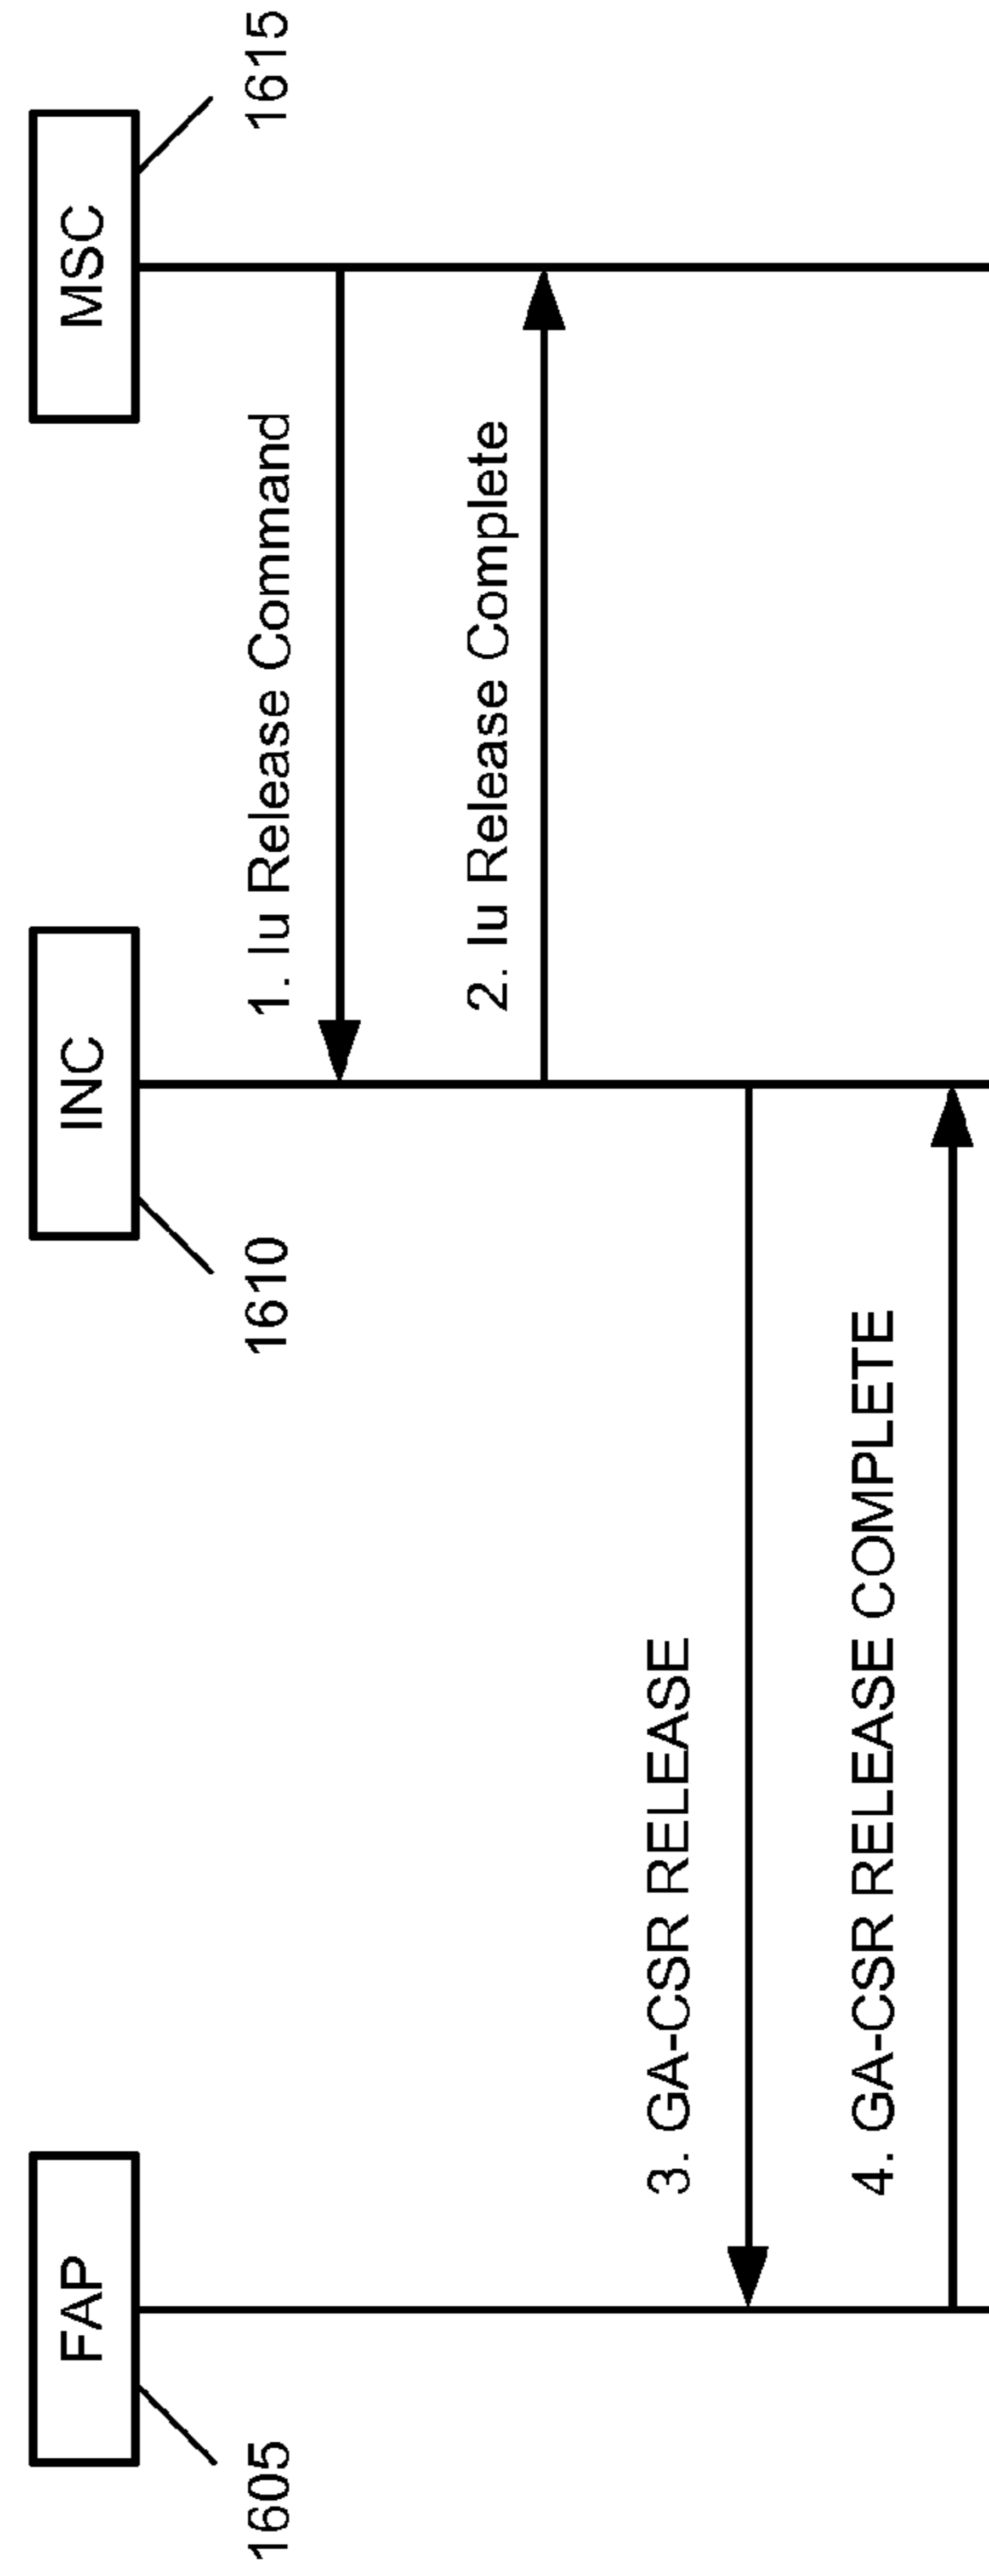 FAP
INC
MSC
1605
1610
1615
1. Iu Release Command
2. Iu Release Complete
3. GA-CSR RELEASE
4. GA-CSR RELEASE COMPLETE